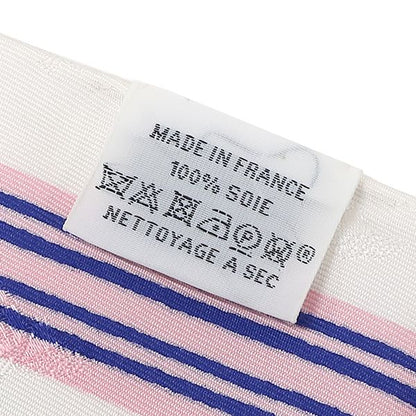 MADE IN FRANCE
100% SOIE
P ®
NETTOYAGE A SEC